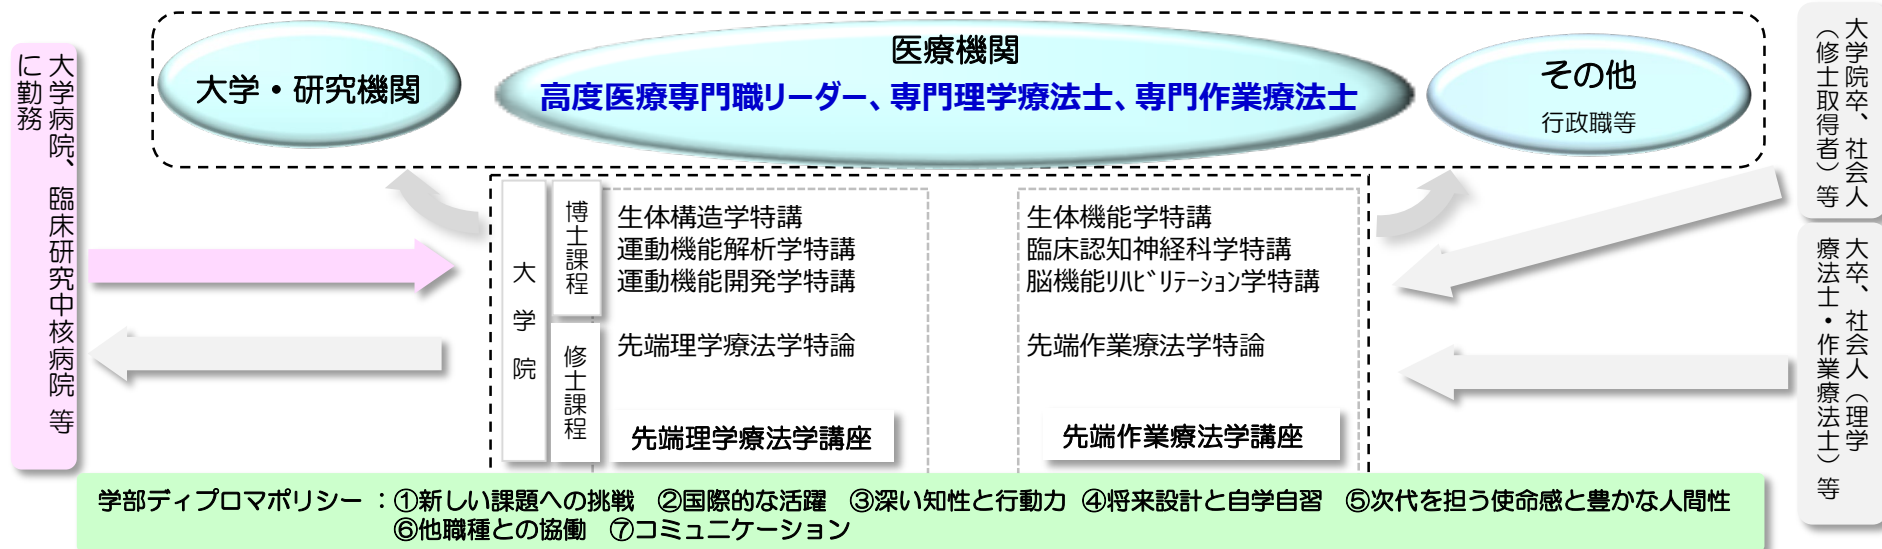 大学・研究機関
医療機関
高度医療専門職リーダー、専門理学療法士、専門作業療法士
その他
行政職等
大学病院、臨床研究中核病院 等
に勤務
大学院
博士課程
修士課程
生体構造学特講
運動機能解析学特講
運動機能開発学特講
先端理学療法学特論
先端理学療法学講座
生体機能学特講
臨床認知神経科学特講
脳機能ﾘﾊﾋﾞﾘﾃｰｼｮﾝ学特講
先端作業療法学特論
先端作業療法学講座
大学院卒、社会人
（修士取得者）等
大卒、社会人（理学
療法士・作業療法士）等
学部ディプロマポリシー ：①新しい課題への挑戦　②国際的な活躍　③深い知性と行動力 ④将来設計と自学自習　⑤次代を担う使命感と豊かな人間性
⑥他職種との協働　⑦コミュニケーション